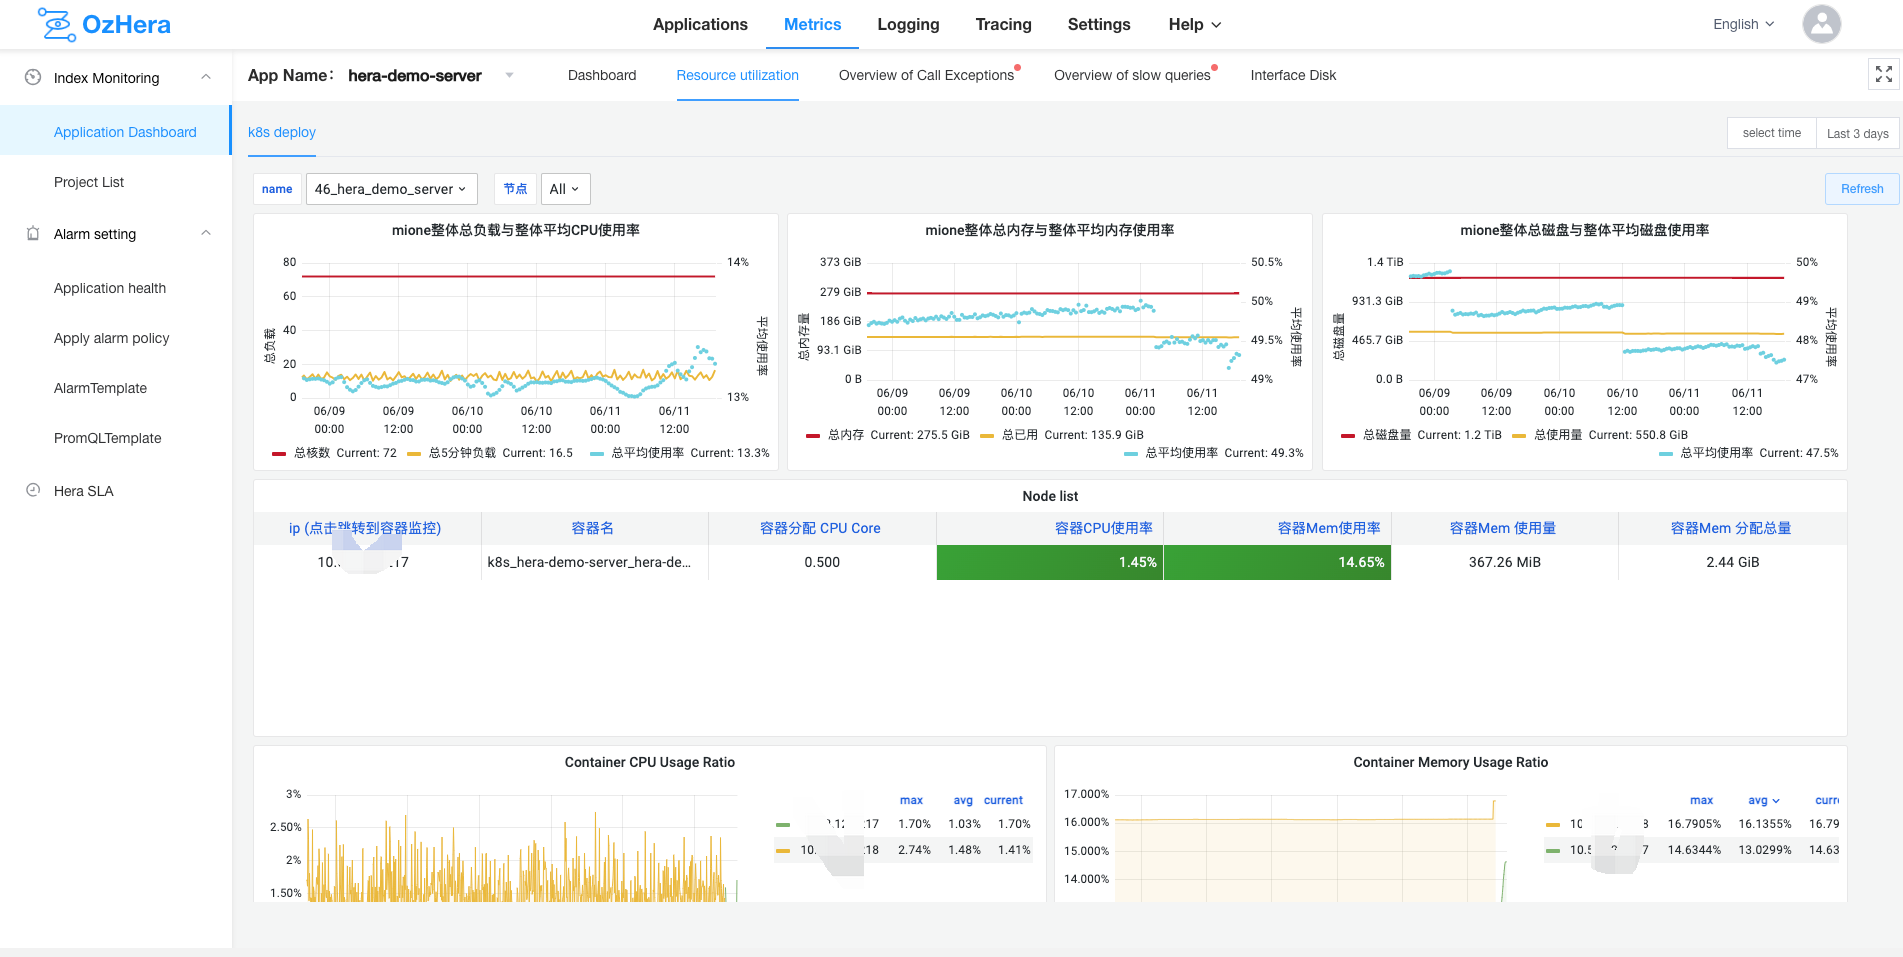 OzHera
Applications Metrics Logging Tracing Settings Help
English
Index Monitoring
Application Dashboard
Project List
Alarm setting
Application health
Apply alarm policy
AlarmTemplate
PromQLTemplate
Hera SLA
App Name： hera-demo-server
Dashboard Resource utilization Overview of Call Exceptions Overview of slow queries Interface Disk
k8s deploy
select time Last 3 days
name 46_hera_demo_server 节点 All
Refresh
mione整体总负载与整体平均CPU使用率
80
60
40
20
0
14%
13%
总负载
平均使用率
06/09 06/09 06/10 06/10 06/11 06/11
00:00 12:00 00:00 12:00 00:00 12:00
总核数 Current: 72 总5分钟负载 Current: 16.5 总平均使用率 Current: 13.3%
mione整体总内存与整体平均内存使用率
373 GiB
279 GiB
186 GiB
93.1 GiB
0 B
50.5%
50%
49.5%
49%
总内存量
平均使用率
06/09 06/09 06/10 06/10 06/11 06/11
00:00 12:00 00:00 12:00 00:00 12:00
总内存 Current: 275.5 GiB 总已用 Current: 135.9 GiB
总平均使用率 Current: 49.3%
mione整体总磁盘与整体平均磁盘使用率
1.4 TiB
931.3 GiB
465.7 GiB
0.0 B
50%
49%
48%
47%
总磁盘量
平均使用率
06/09 06/09 06/10 06/10 06/11 06/11
00:00 12:00 00:00 12:00 00:00 12:00
总磁盘量 Current: 1.2 TiB 总使用量 Current: 550.8 GiB
总平均使用率 Current: 47.5%
Node list
ip (点击跳转到容器监控) 容器名 容器分配 CPU Core 容器CPU使用率 容器Mem使用率 容器Mem 使用量 容器Mem 分配总量
10. 17 k8s_hera-demo-server_hera-de... 0.500 1.45% 14.65% 367.26 MiB 2.44 GiB
Container CPU Usage Ratio
3%
2.50%
2%
1.50%
max avg current
.17 1.70% 1.03% 1.70%
10. 218 2.74% 1.48% 1.41%
Container Memory Usage Ratio
17.000%
16.000%
15.000%
14.000%
max avg curr
10 8 16.7905% 16.1355% 16.79
10.5 7 14.6344% 13.0299% 14.63